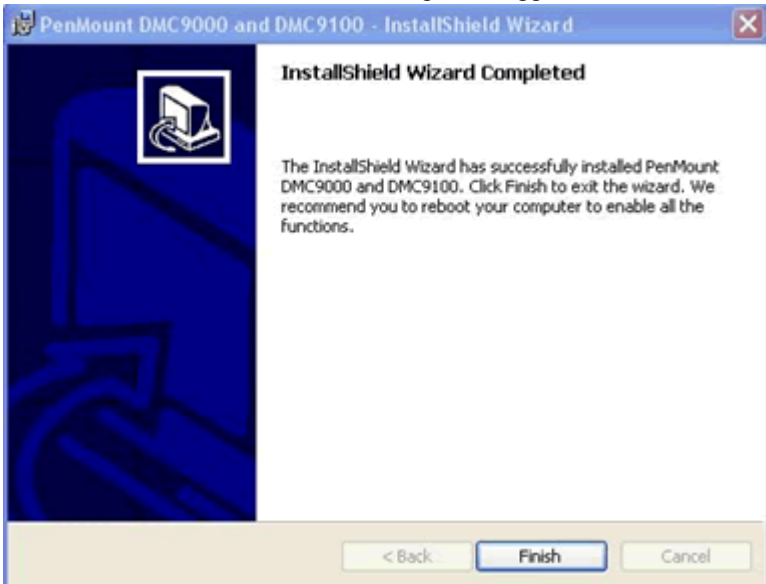 PenMount DMC9000 and DMC9100 - InstallShield Wizard
InstallShield Wizard Completed
The InstallShield Wizard has successfully installed PenMount
DMC9000 and DMC9100. Click Finish to exit the wizard. We
recommend you to reboot your computer to enable all the
functions.
< Back Finish Cancel